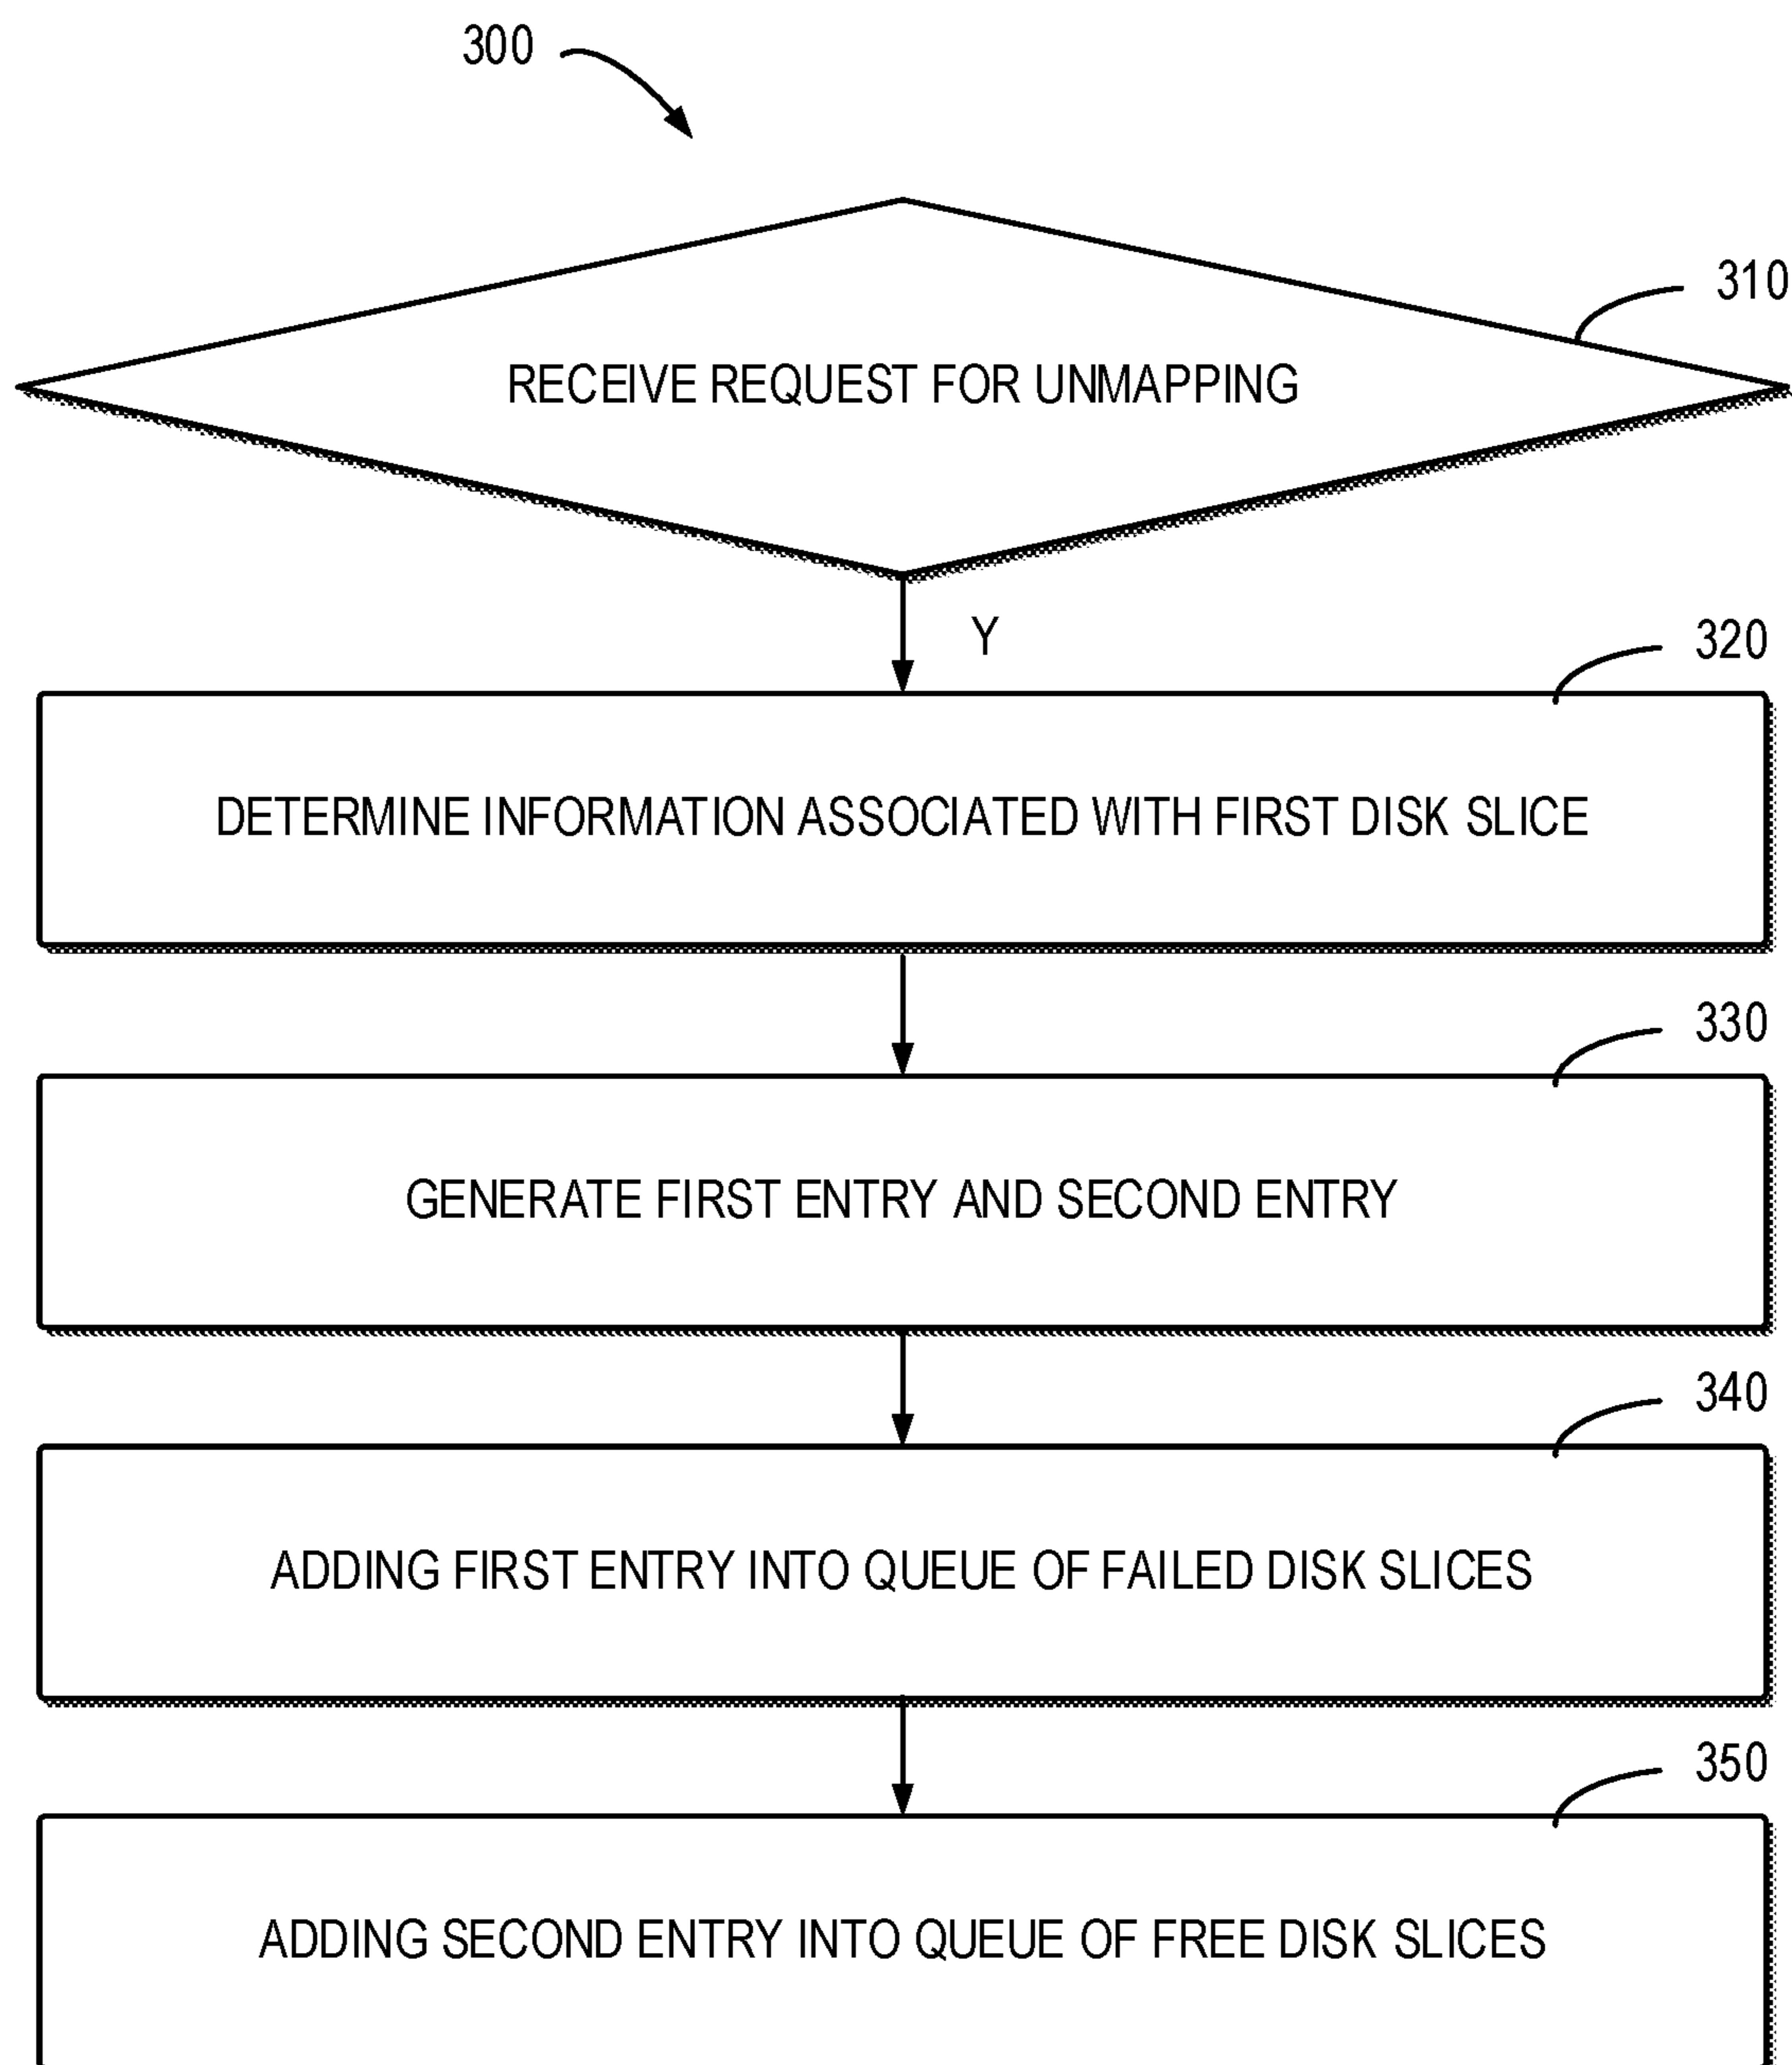 300
310
RECEIVE REQUEST FOR UNMAPPING
Y
320
DETERMINE INFORMATION ASSOCIATED WITH FIRST DISK SLICE
330
GENERATE FIRST ENTRY AND SECOND ENTRY
340
ADDING FIRST ENTRY INTO QUEUE OF FAILED DISK SLICES
350
ADDING SECOND ENTRY INTO QUEUE OF FREE DISK SLICES